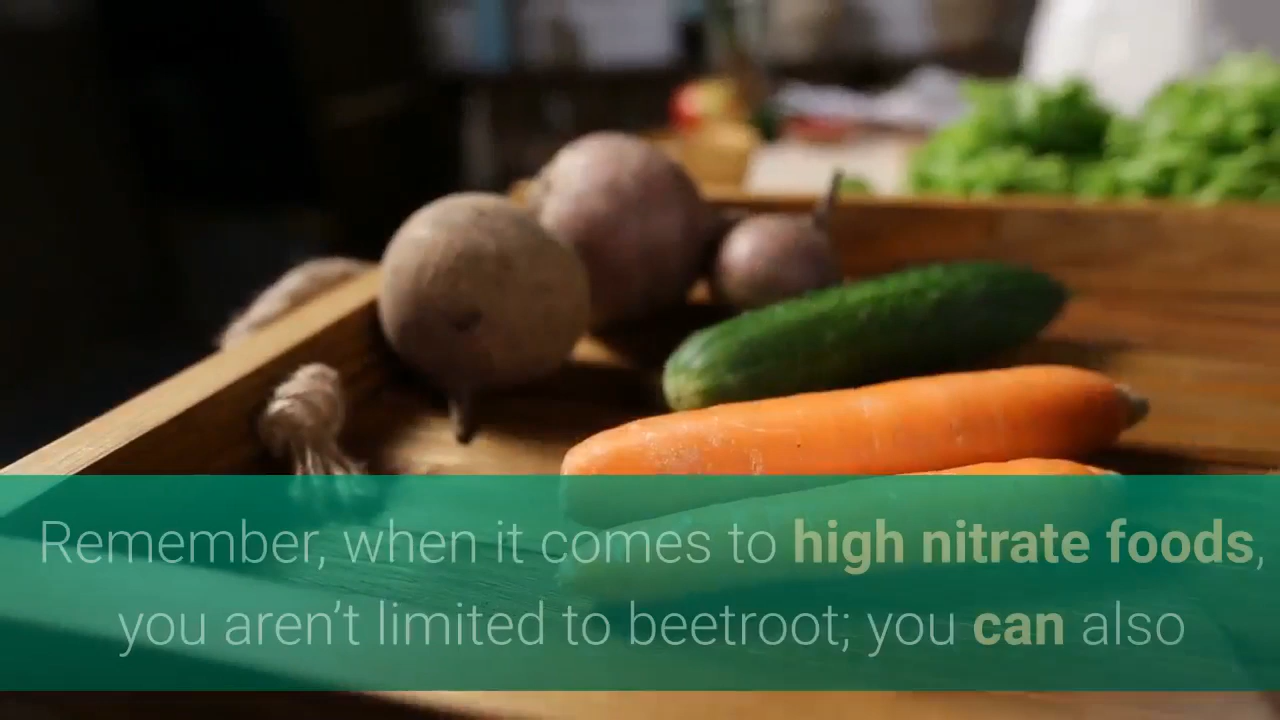 Remember, when it comes to high nitrate foods,
you aren’t limited to beetroot; you can also